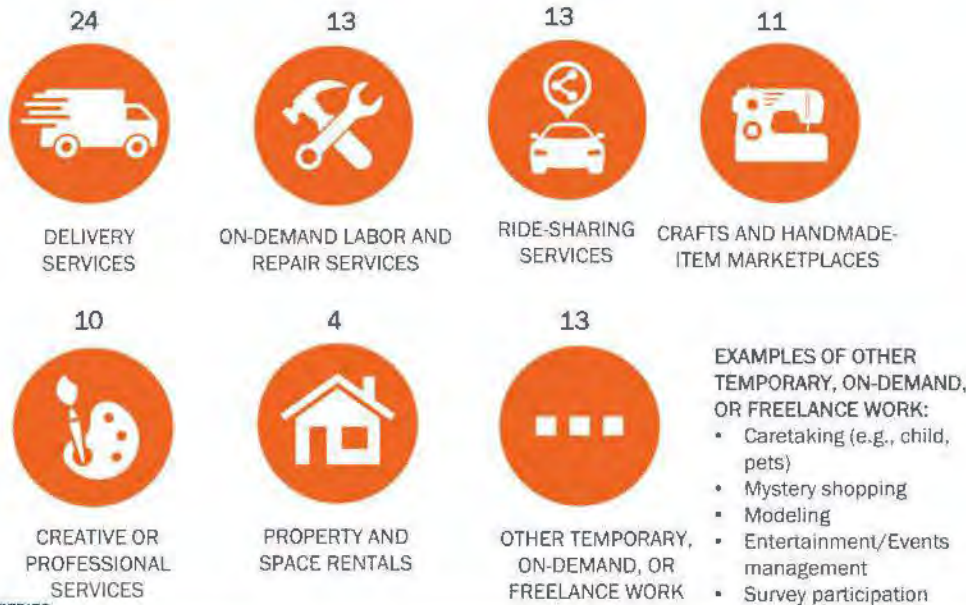 24
DELIVERY
SERVICES
13
ON-DEMAND LABOR AND
REPAIR SERVICES
13
RIDE-SHARING
SERVICES
11
CRAFTS AND HANDMADE-
ITEM MARKETPLACES
10
CREATIVE OR
PROFESSIONAL
SERVICES
4
PROPERTY AND
SPACE RENTALS
13
OTHER TEMPORARY,
ON-DEMAND, OR
FREELANCE WORK
EXAMPLES OF OTHER
TEMPORARY, ON-DEMAND,
OR FREELANCE WORK:
• Caretaking (e.g., child,
pets)
• Mystery shopping
• Modeling
• Entertainment/Events
management
• Survey participation